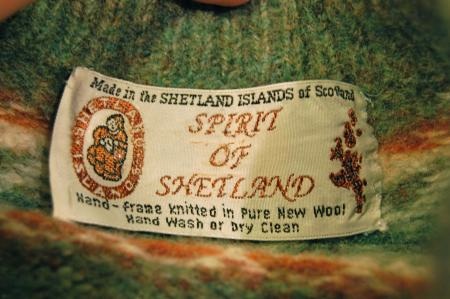 Made in the SHETLAND ISLANDS of Scotland
SPIRIT
OF
SHETLAND
Hand-frame knitted in Pure New Wool
Hand Wash or Dry Clean